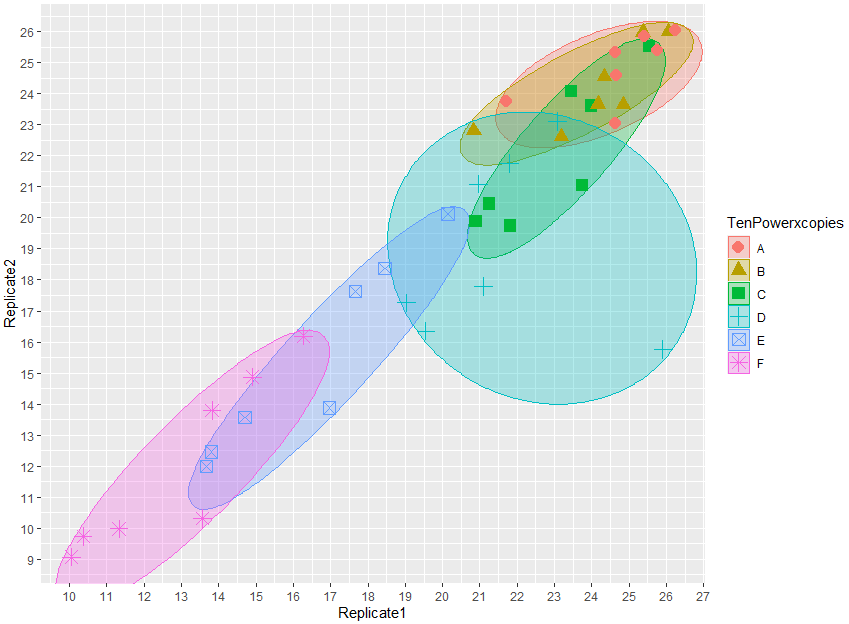 26
25
24
23
22
21
20
19
18
17
16
15
14
13
12
11
10
9
Replicate2
10 11 12 13 14 15 16 17 18 19 20 21 22 23 24 25 26 27
Replicate1
TenPowerxcopies
A
B
C
D
E
F